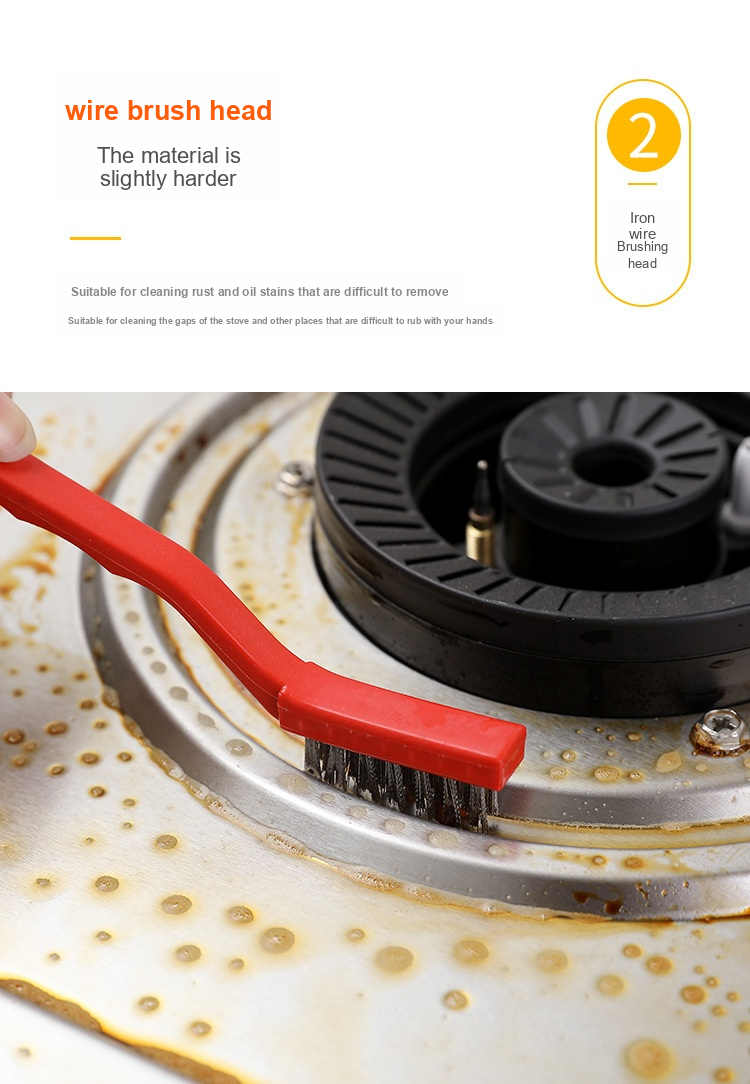 wire brush head
The material is
slightly harder
Suitable for cleaning rust and oil stains that are difficult to remove
Suitable for cleaning the gaps of the stove and other places that are difficult to rub with your hands
2
Iron
wire
Brushing
head